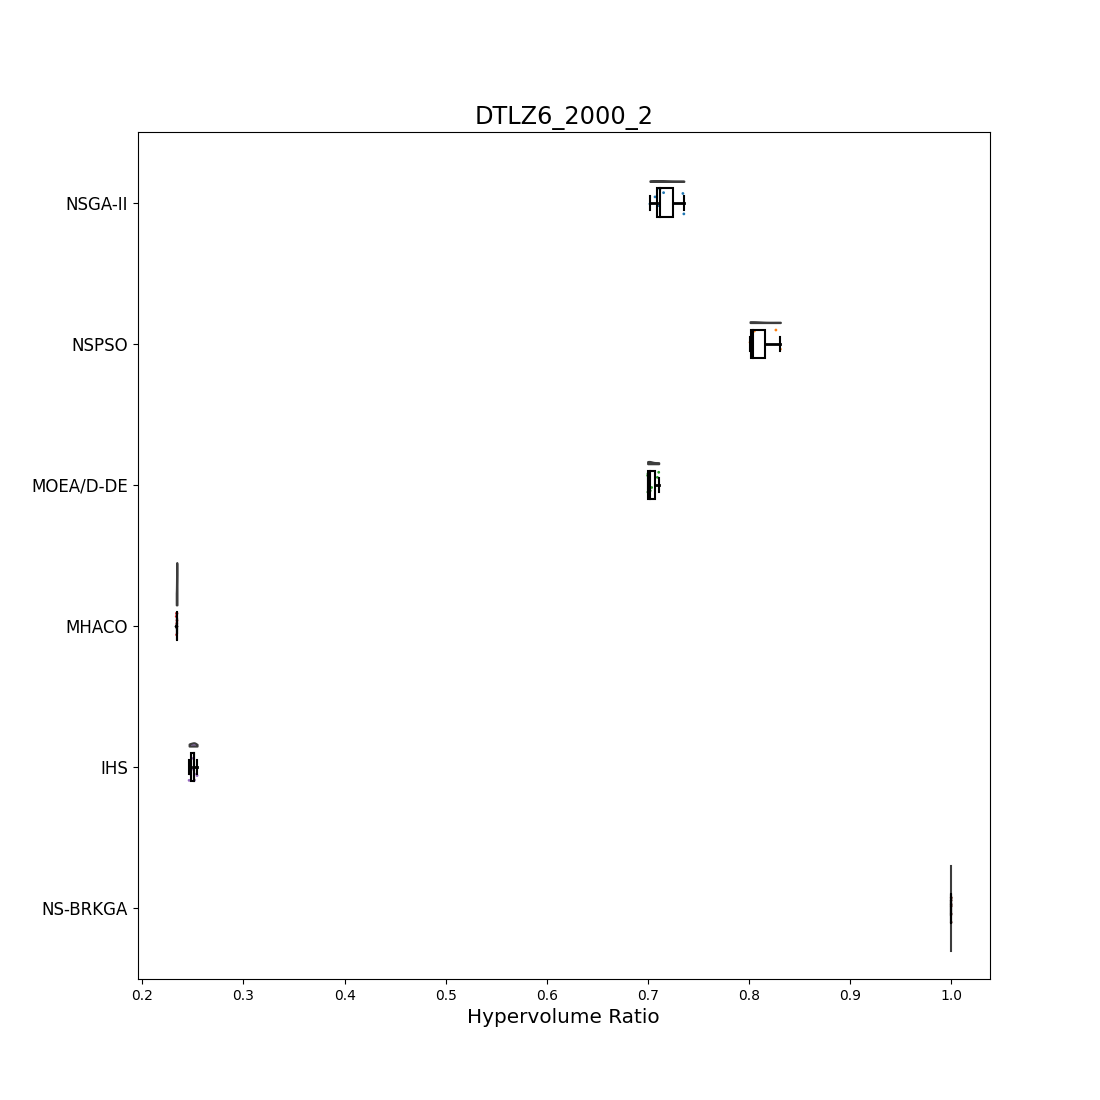 DTLZ6_2000_2
NSGA-II
NSPSO
MOEA/D-DE
MHACO
IHS
NS-BRKGA
0.2 0.3 0.4 0.5 0.6 0.7 0.8 0.9 1.0
Hypervolume Ratio